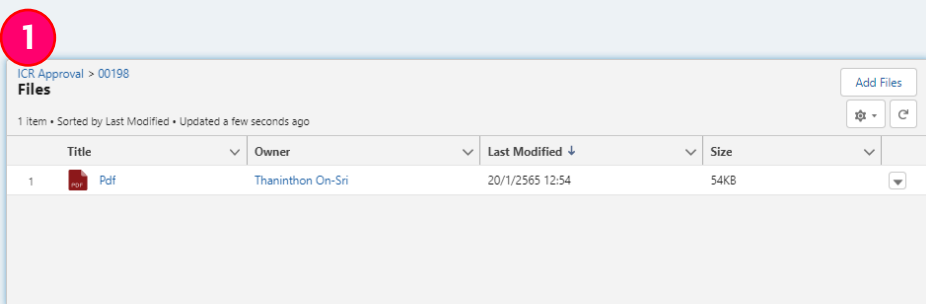 1
ICR Approval > 00198
Files
Add Files
1 item • Sorted by Last Modified • Updated a few seconds ago
Title Owner Last Modified ↓ Size
1 PDF Pdf Thaninthon On-Sri 20/1/2565 12:54 54KB